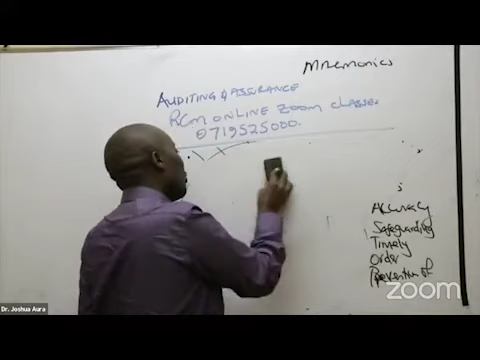 Mnemonics
AUDITING & ASSURANCE
RCM ONLINE ZOOM CLASSES
0719525000.
Accuracy
Safeguarding
Timely
Order
Prevention of
zoom
Dr. Joshua Aura